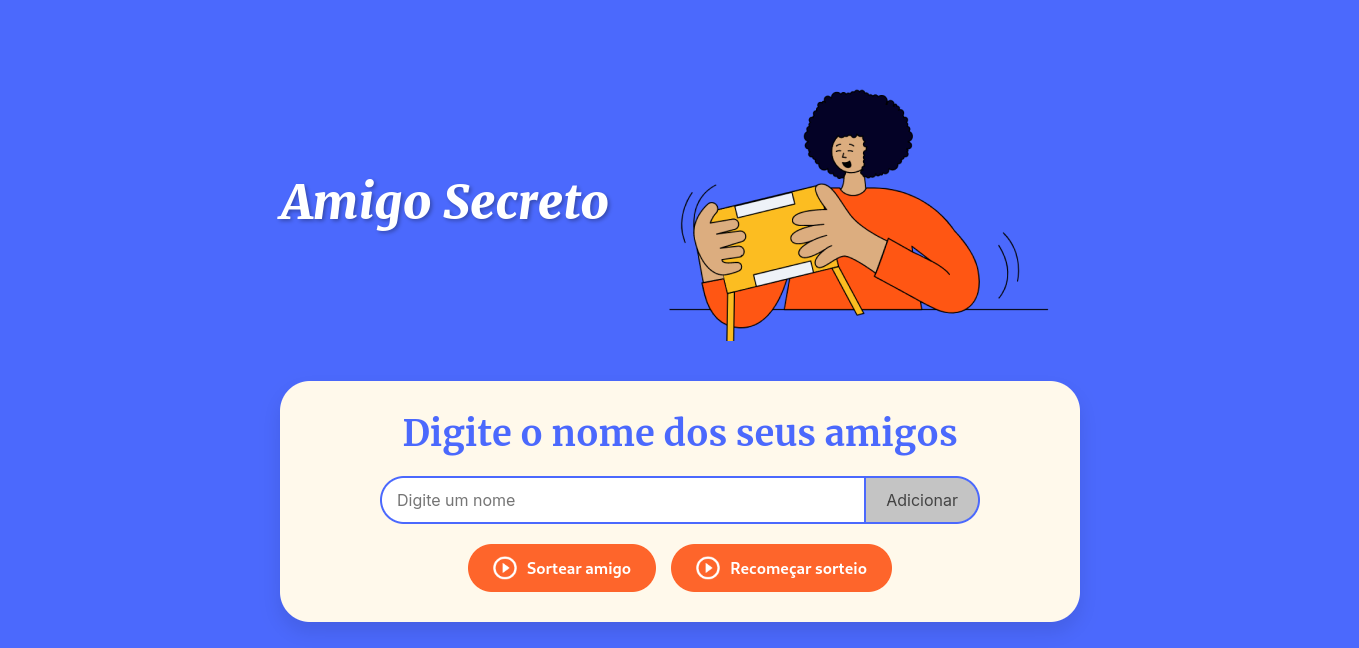 Amigo Secreto
Digite o nome dos seus amigos
Digite um nome
Adicionar
Sortear amigo
Recomeçar sorteio